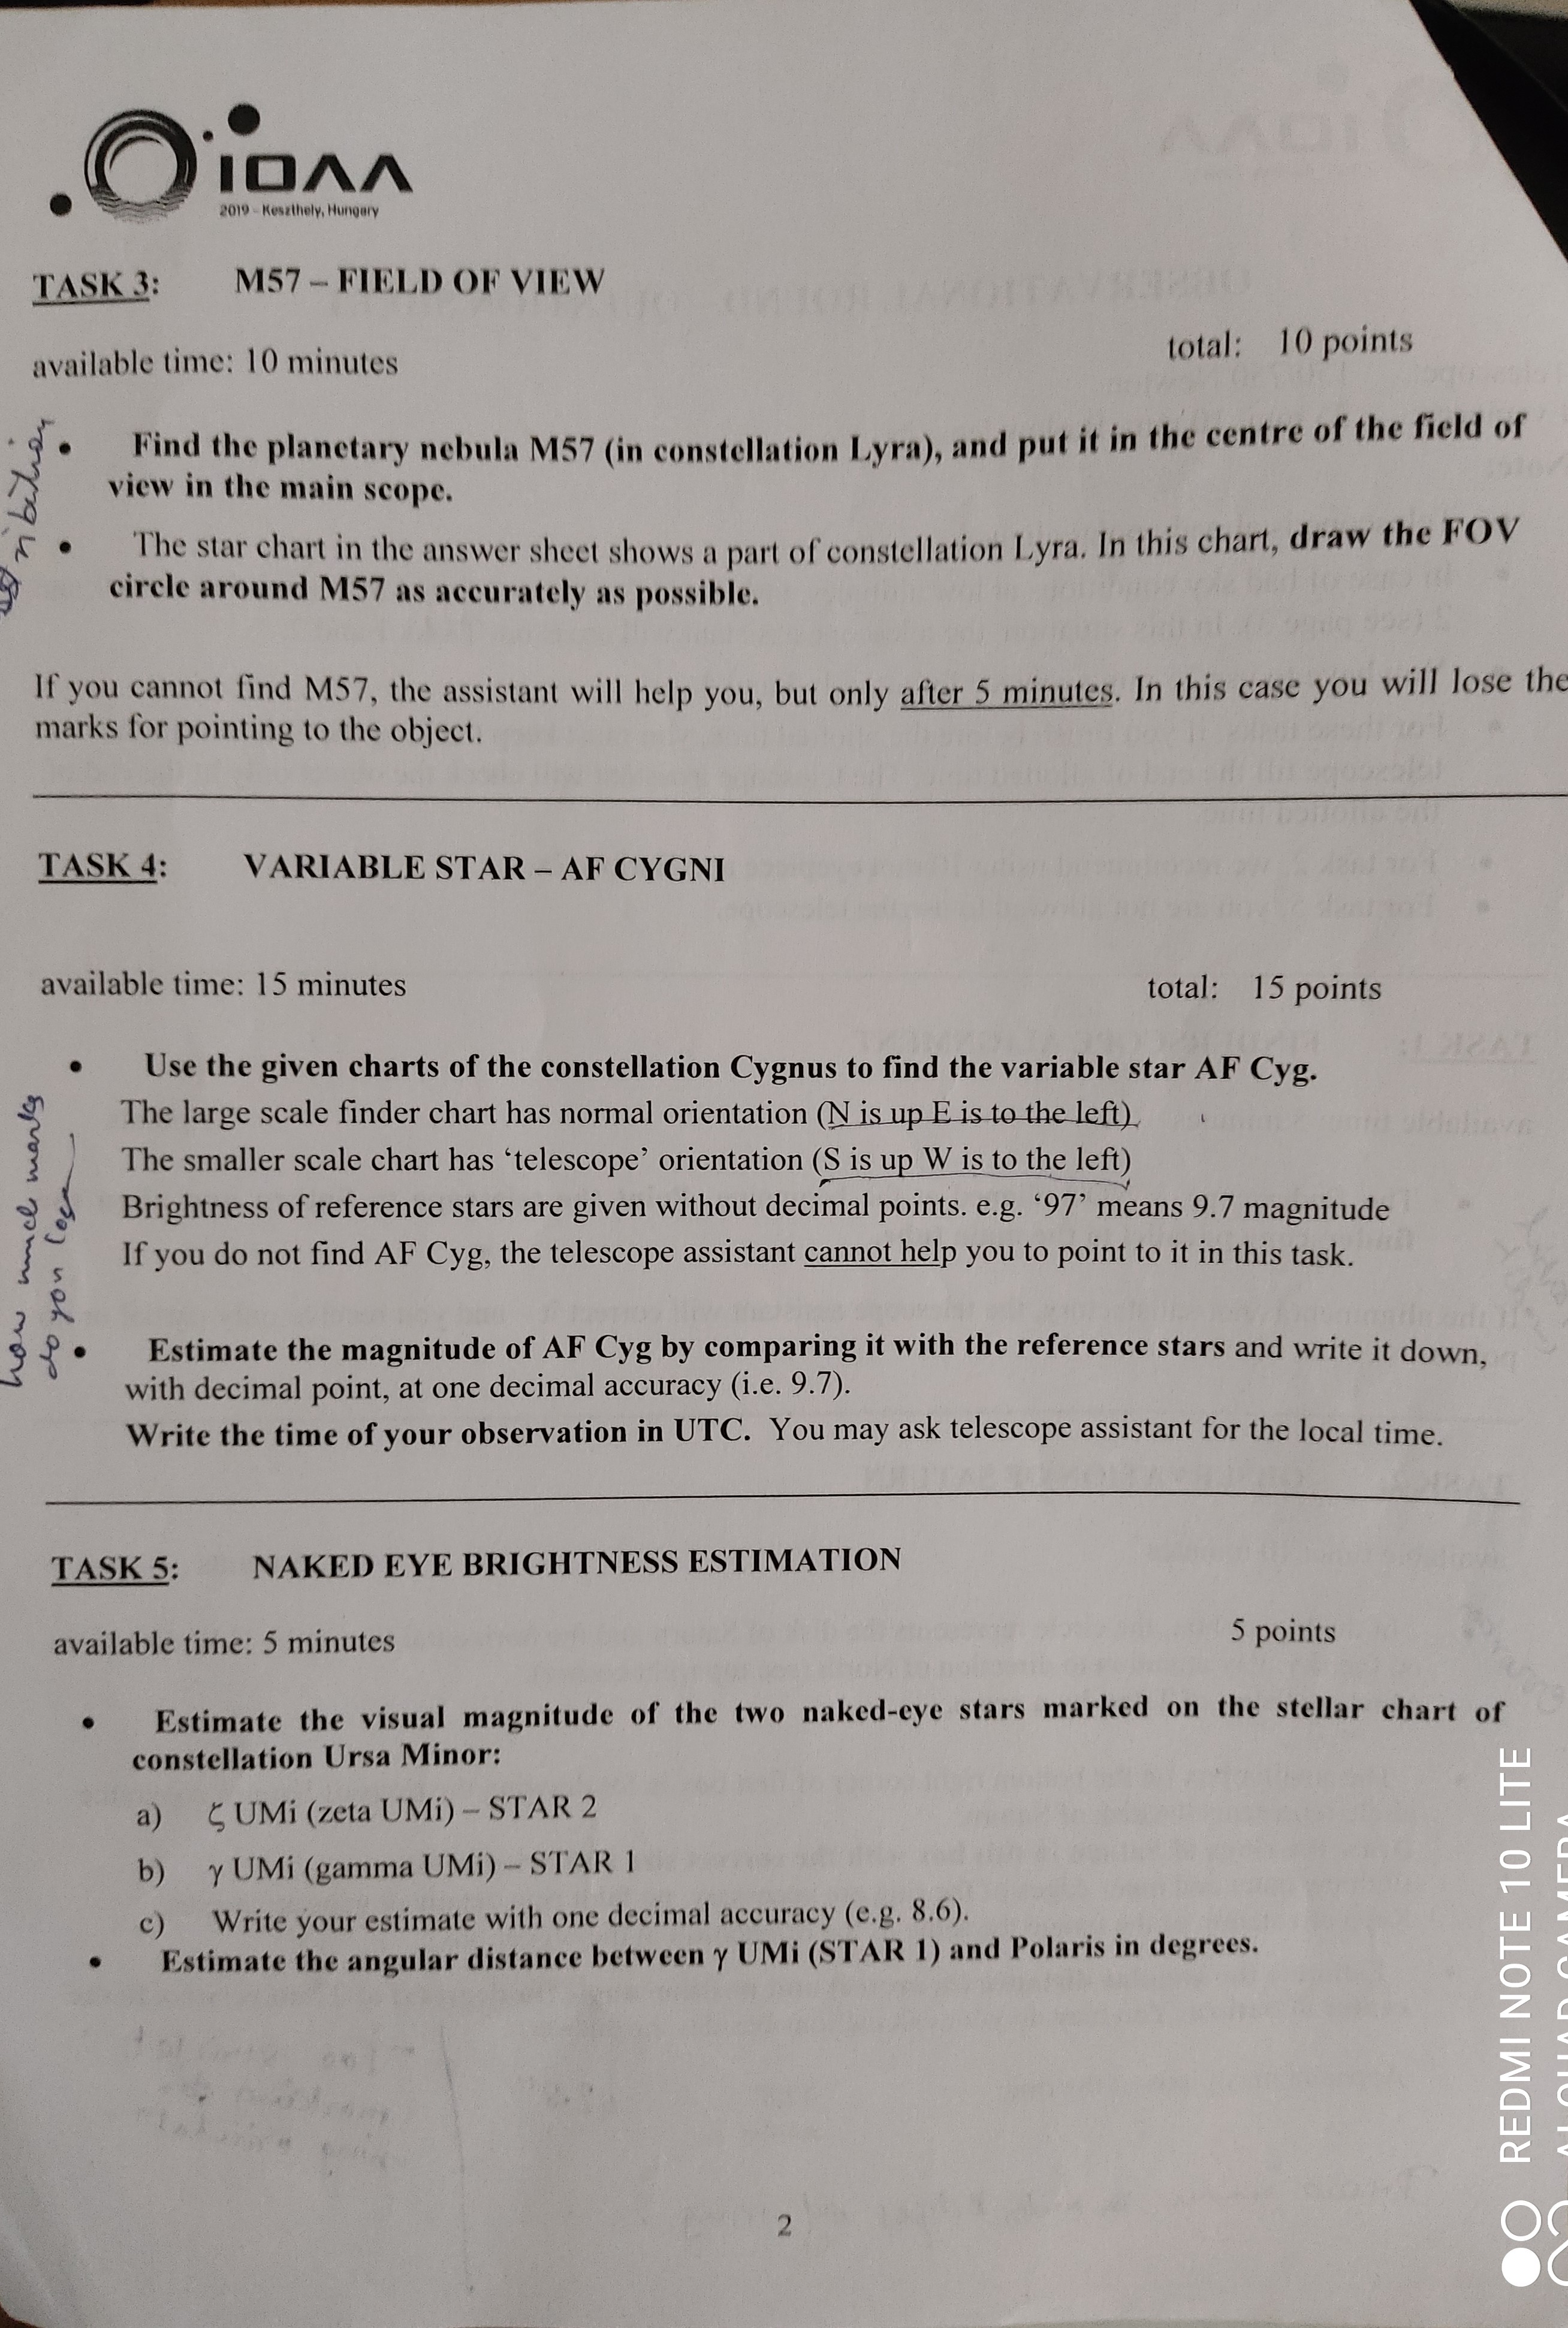 ioaa
2019 - Keszthely, Hungary
TASK 3: M57 – FIELD OF VIEW
available time: 10 minutes total: 10 points
• Find the planetary nebula M57 (in constellation Lyra), and put it in the centre of the field of
view in the main scope.
• The star chart in the answer sheet shows a part of constellation Lyra. In this chart, draw the FOV
circle around M57 as accurately as possible.
If you cannot find M57, the assistant will help you, but only after 5 minutes. In this case you will lose the
marks for pointing to the object.
TASK 4: VARIABLE STAR – AF CYGNI
available time: 15 minutes total: 15 points
• Use the given charts of the constellation Cygnus to find the variable star AF Cyg.
The large scale finder chart has normal orientation (N is up E is to the left)
The smaller scale chart has ‘telescope’ orientation (S is up W is to the left)
Brightness of reference stars are given without decimal points. e.g. ‘97’ means 9.7 magnitude
If you do not find AF Cyg, the telescope assistant cannot help you to point to it in this task.
how much marks
do you lose
• Estimate the magnitude of AF Cyg by comparing it with the reference stars and write it down,
with decimal point, at one decimal accuracy (i.e. 9.7).
Write the time of your observation in UTC. You may ask telescope assistant for the local time.
TASK 5: NAKED EYE BRIGHTNESS ESTIMATION
available time: 5 minutes 5 points
• Estimate the visual magnitude of the two naked-eye stars marked on the stellar chart of
constellation Ursa Minor:
a) ζ UMi (zeta UMi) – STAR 2
b) γ UMi (gamma UMi) – STAR 1
c) Write your estimate with one decimal accuracy (e.g. 8.6).
• Estimate the angular distance between γ UMi (STAR 1) and Polaris in degrees.
2
REDMI NOTE 10 LITE